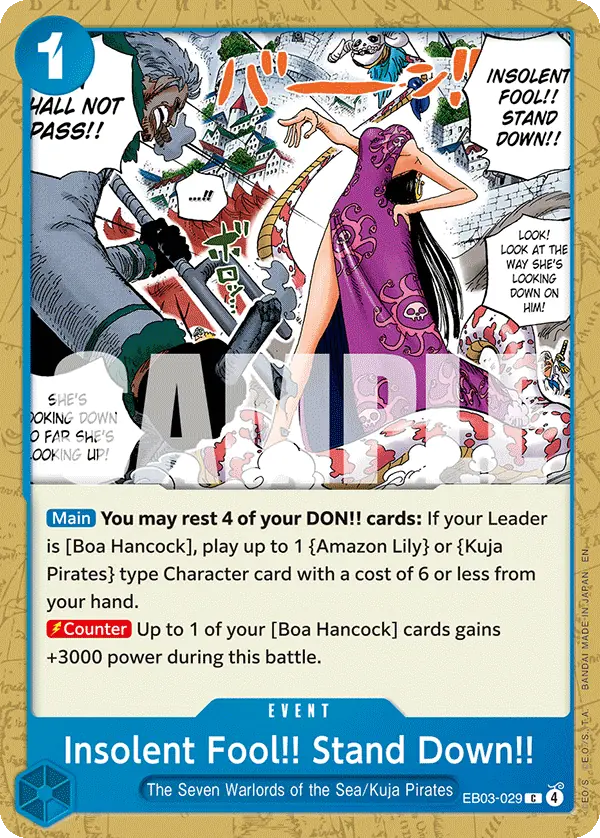 1
HALL NOT
PASS!!
バーン!!
INSOLENT
FOOL!!
STAND
DOWN!!
...!!
ボロッ…
LOOK!
LOOK AT THE
WAY SHE'S
LOOKING
DOWN ON
HIM!
SHE'S
OOKING DOWN
O FAR SHE'S
OOKING UP!
SAMPLE
Main You may rest 4 of your DON!! cards: If your Leader
is [Boa Hancock], play up to 1 {Amazon Lily} or {Kuja
Pirates} type Character card with a cost of 6 or less from
your hand.
Counter Up to 1 of your [Boa Hancock] cards gains
+3000 power during this battle.
EVENT
Insolent Fool!! Stand Down!!
The Seven Warlords of the Sea/Kuja Pirates
EB03-029 C 4
©E.O./S., ©E.O./S.,T.A. BANDAI MADE IN JAPAN EN